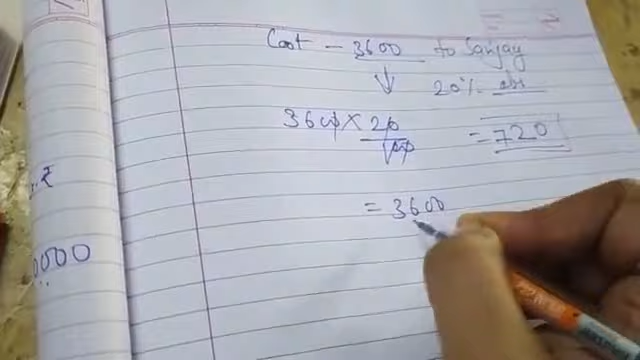 Cost - 3600 to Sanjay
20%
3600 × 20/100 = 720
= 3600
0000